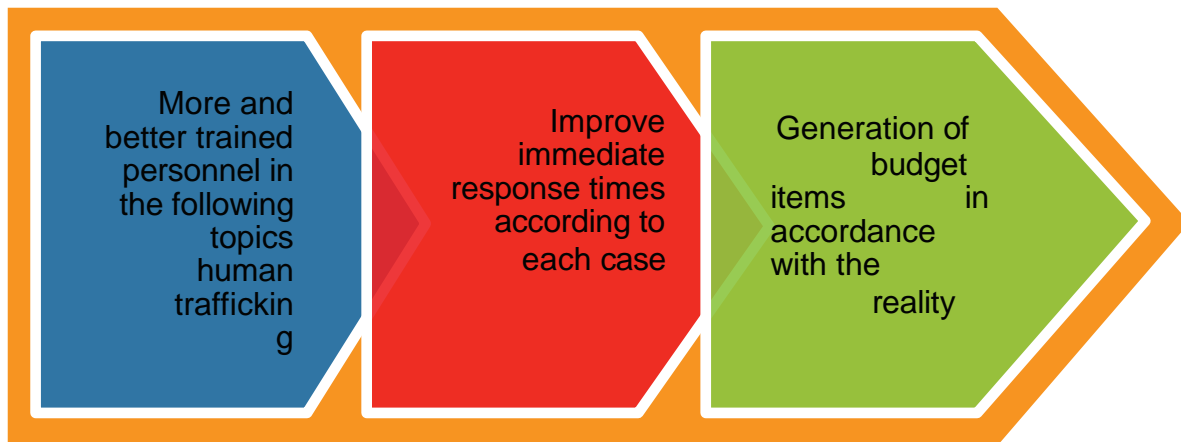 More and
better trained
personnel in
the following
topics
human
traffickin
g
Improve
immediate
response times
according to
each case
Generation of
budget
items in
accordance
with the
reality